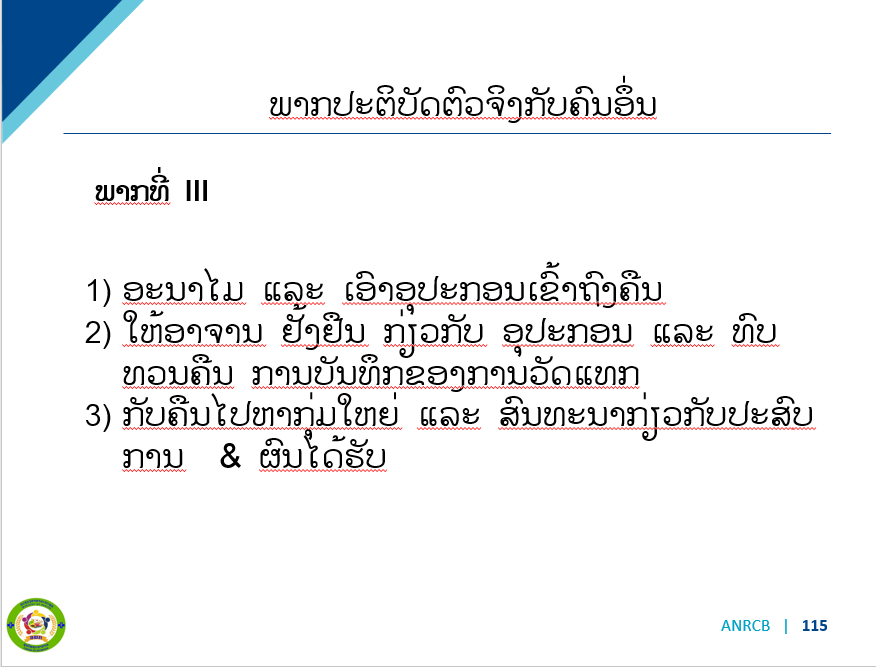 ພາກປະຕິບັດຕົວຈິງກັບຄົນອຶ່ນ
ພາກທີ່ III
1) ອະນາໄມ ແລະ ເອົາອຸປະກອນເຂົ້າຖົງຄືນ
2) ໃຫ້ອາຈານ ຢັ້ງຢືນ ກ່ຽວກັບ ອຸປະກອນ ແລະ ທົບ
ທວນຄືນ ການບັນທຶກຂອງການວັດແທກ
3) ກັບຄືນໄປຫາກຸ່ມໃຫຍ່ ແລະ ສົນທະນາກ່ຽວກັບປະສົບ
ການ & ຜົນໄດ້ຮັບ
ANRCB | 115